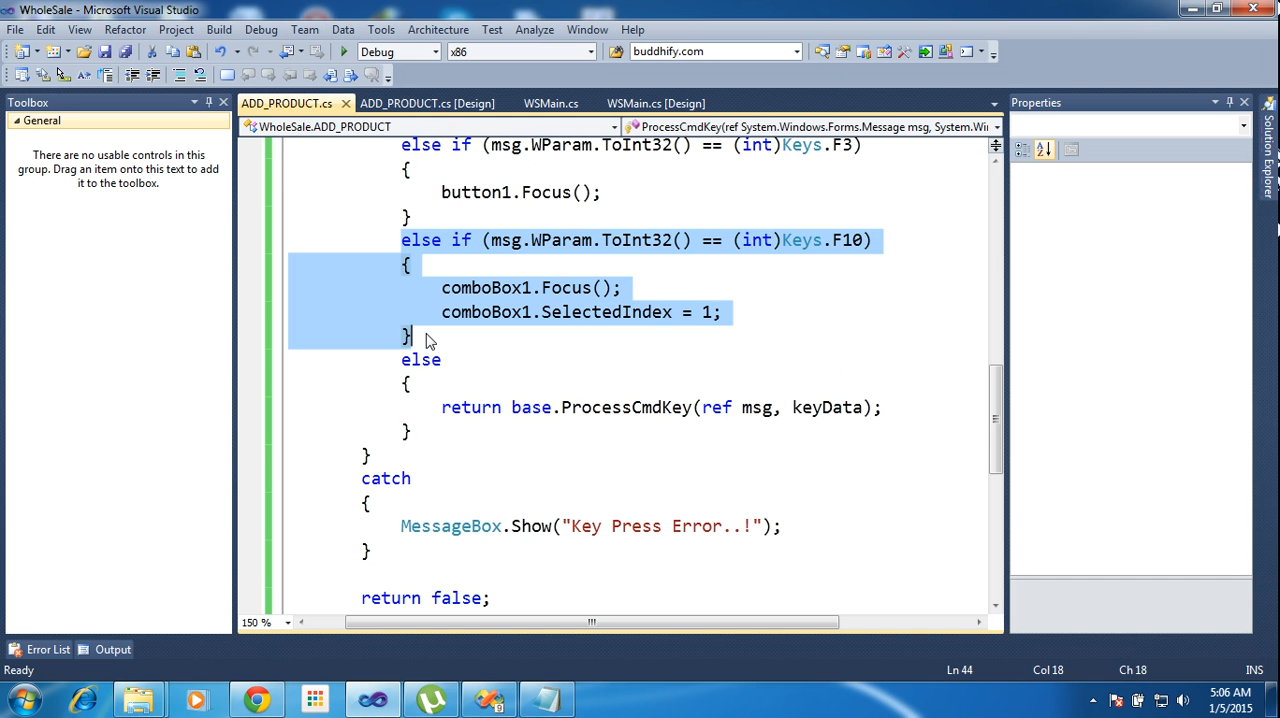 WholeSale - Microsoft Visual Studio
File Edit View Refactor Project Build Debug Team Data Tools Architecture Test Analyze Window Help
Debug x86 buddhify.com
Toolbox
General
There are no usable controls in this
group. Drag an item onto this text to add
it to the toolbox.
ADD_PRODUCT.cs ADD_PRODUCT.cs [Design] WSMain.cs WSMain.cs [Design]
WholeSale.ADD_PRODUCT ProcessCmdKey(ref System.Windows.Forms.Message msg, System.Wi
else if (msg.WParam.ToInt32() == (int)Keys.F3)
{
button1.Focus();
}
else if (msg.WParam.ToInt32() == (int)Keys.F10)
{
comboBox1.Focus();
comboBox1.SelectedIndex = 1;
}
else
{
return base.ProcessCmdKey(ref msg, keyData);
}
}
catch
{
MessageBox.Show("Key Press Error..!");
}
return false;
150 %
Properties
Solution Explorer
Error List Output
Ready Ln 44 Col 18 Ch 18 INS
5:06 AM
1/5/2015